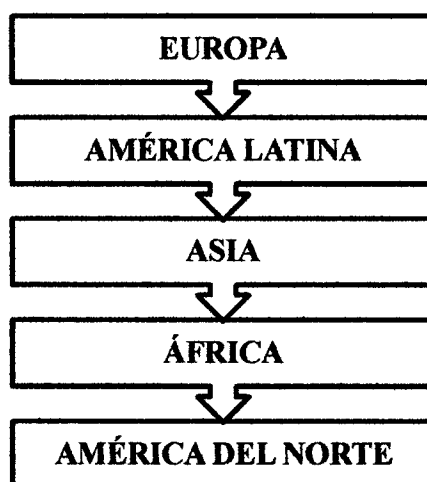 EUROPA
AMÉRICA LATINA
ASIA
ÁFRICA
AMÉRICA DEL NORTE